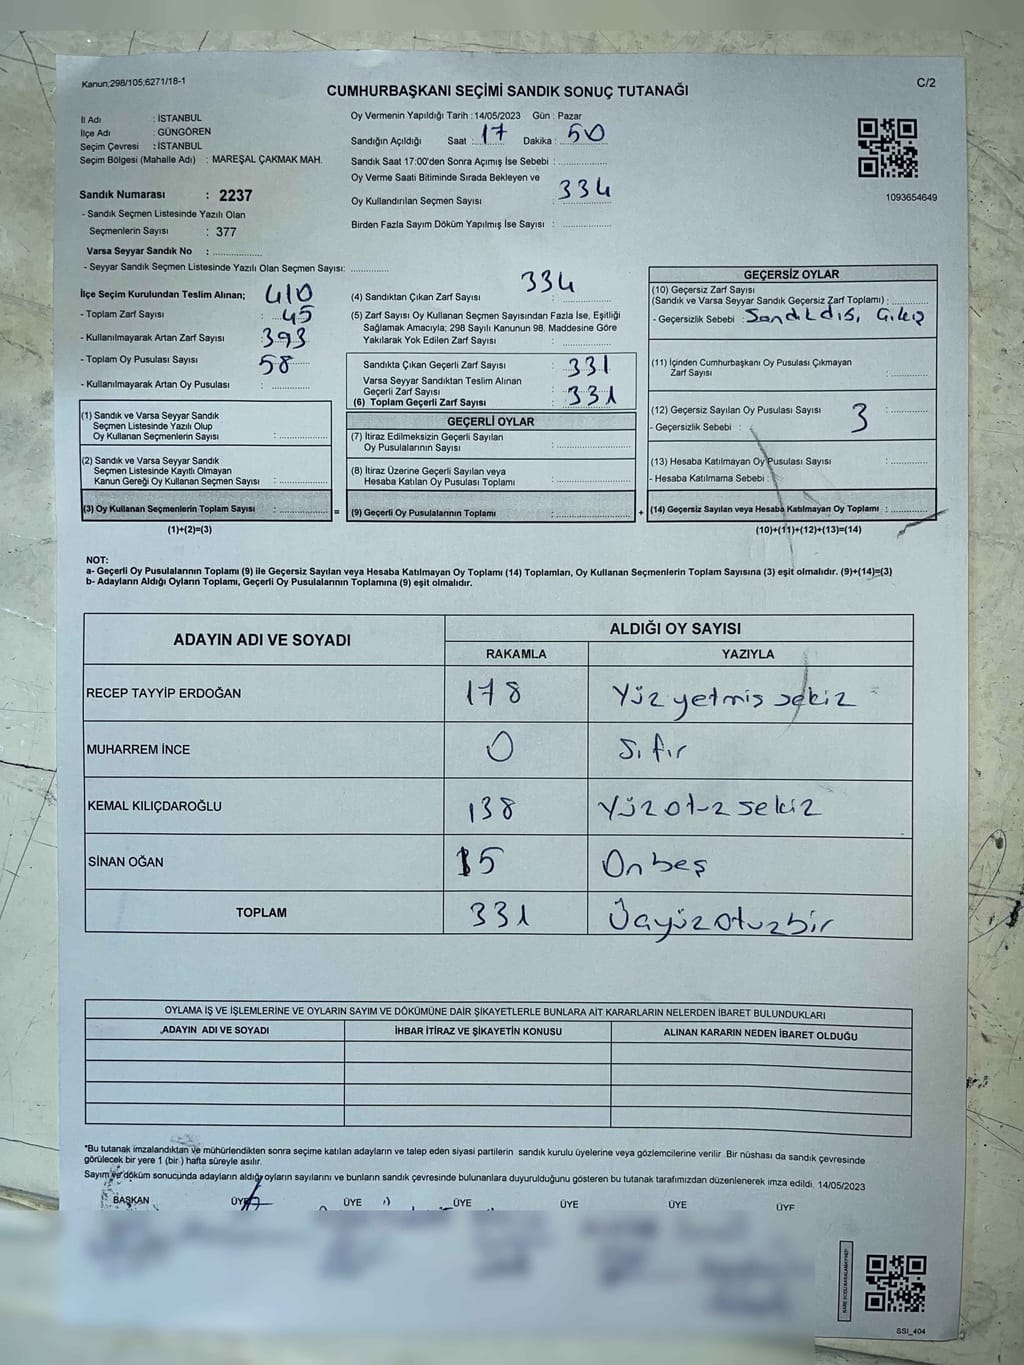 Kanun;298/105;6271/18-1
C/2
CUMHURBAŞKANI SEÇİMİ SANDIK SONUÇ TUTANAĞI
İl Adı : İSTANBUL
İlçe Adı : GÜNGÖREN
Seçim Çevresi : İSTANBUL
Seçim Bölgesi (Mahalle Adı) : MAREŞAL ÇAKMAK MAH.
Sandık Numarası : 2237
- Sandık Seçmen Listesinde Yazılı Olan
Seçmenlerin Sayısı : 377
Varsa Seyyar Sandık No : ................
- Seyyar Sandık Seçmen Listesinde Yazılı Olan Seçmen Sayısı: .............
Oy Vermenin Yapıldığı Tarih : 14/05/2023 Gün : Pazar
Sandığın Açıldığı Saat : 17 Dakika : 50
Sandık Saat 17:00'den Sonra Açımış İse Sebebi : ................
Oy Verme Saati Bitiminde Sırada Bekleyen ve
Oy Kullandırılan Seçmen Sayısı : 334
Birden Fazla Sayım Döküm Yapılmış İse Sayısı : ................
1093654649
İlçe Seçim Kurulundan Teslim Alınan; 410
- Toplam Zarf Sayısı : 45
- Kullanılmayarak Artan Zarf Sayısı : 393
- Toplam Oy Pusulası Sayısı : 58
- Kullanılmayarak Artan Oy Pusulası : .............
(1) Sandık ve Varsa Seyyar Sandık
Seçmen Listesinde Yazılı Olup
Oy Kullanan Seçmenlerin Sayısı : ................
(2) Sandık ve Varsa Seyyar Sandık
Seçmen Listesinde Kayıtlı Olmayan
Kanun Gereği Oy Kullanan Seçmen Sayısı : ................
(3) Oy Kullanan Seçmenlerin Toplam Sayısı : ................ =
(1)+(2)=(3)
334
(4) Sandıktan Çıkan Zarf Sayısı : ................
(5) Zarf Sayısı Oy Kullanan Seçmen Sayısından Fazla İse, Eşitliği
Sağlamak Amacıyla; 298 Sayılı Kanunun 98. Maddesine Göre
Yakılarak Yok Edilen Zarf Sayısı : ................
Sandıkta Çıkan Geçerli Zarf Sayısı : 331
Varsa Seyyar Sandıktan Teslim Alınan
Geçerli Zarf Sayısı
(6) Toplam Geçerli Zarf Sayısı : 331
GEÇERLİ OYLAR
(7) İtiraz Edilmeksizin Geçerli Sayılan
Oy Pusulalarının Sayısı : ................
(8) İtiraz Üzerine Geçerli Sayılan veya
Hesaba Katılan Oy Pusulası Toplamı : ................
(9) Geçerli Oy Pusulalarının Toplamı : ................ +
GEÇERSİZ OYLAR
(10) Geçersiz Zarf Sayısı
(Sandık ve Varsa Seyyar Sandık Geçersiz Zarf Toplamı) : .............
- Geçersizlik Sebebi :
(11) İçinden Cumhurbaşkanı Oy Pusulası Çıkmayan
Zarf Sayısı : .............
(12) Geçersiz Sayılan Oy Pusulası Sayısı 3 : .............
- Geçersizlik Sebebi :
(13) Hesaba Katılmayan Oy Pusulası Sayısı : .............
- Hesaba Katılmama Sebebi :
(14) Geçersiz Sayılan veya Hesaba Katılmayan Oy Toplamı : .............
(10)+(11)+(12)+(13)=(14)
NOT:
a- Geçerli Oy Pusulalarının Toplamı (9) ile Geçersiz Sayılan veya Hesaba Katılmayan Oy Toplamı (14) Toplamları, Oy Kullanan Seçmenlerin Toplam Sayısına (3) eşit olmalıdır. (9)+(14)=(3)
b- Adayların Aldığı Oyların Toplamı, Geçerli Oy Pusulalarının Toplamına (9) eşit olmalıdır.
ADAYIN ADI VE SOYADI
ALDIĞI OY SAYISI
RAKAMLA YAZIYLA
RECEP TAYYİP ERDOĞAN 178 Yüz yetmiş sekiz
MUHARREM İNCE 0 Sıfır
KEMAL KILIÇDAROĞLU 138 Yüz otuz sekiz
SİNAN OĞAN 15 On beş
TOPLAM 331 Üçyüz otuzbir
OYLAMA İŞ VE İŞLEMLERİNE VE OYLARIN SAYIM VE DÖKÜMÜNE DAİR ŞİKAYETLERLE BUNLARA AİT KARARLARIN NELERDEN İBARET BULUNDUKLARI
ADAYIN ADI VE SOYADI İHBAR İTİRAZ VE ŞİKAYETİN KONUSU ALINAN KARARIN NEDEN İBARET OLDUĞU
*Bu tutanak imzalandıktan ve mühürlendikten sonra seçime katılan adayların ve talep eden siyasi partilerin sandık kurulu üyelerine veya gözlemcilerine verilir. Bir nüshası da sandık çevresinde
görülecek bir yere 1 (bir.) hafta süreyle asılır.
Sayım ve döküm sonucunda adayların aldığı oyların sayılarını ve bunların sandık çevresinde bulunanlara duyurulduğunu gösteren bu tutanak tarafımızdan düzenlenerek imza edildi. 14/05/2023
BAŞKAN ÜYE ÜYE ÜYE ÜYE ÜYE ÜYE
SSI_404